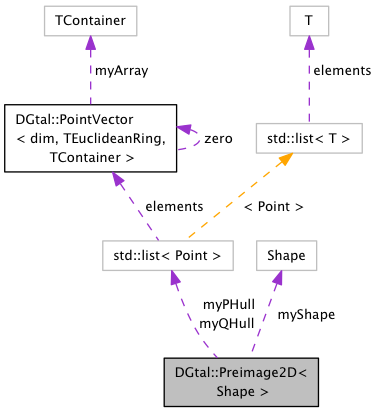 TContainer
T
myArray
elements
DGtal::PointVector
< dim, TEuclideanRing,
TContainer >
zero
std::list< T >
elements
< Point >
std::list< Point >
Shape
myPHull
myQHull
myShape
DGtal::Preimage2D<
Shape >